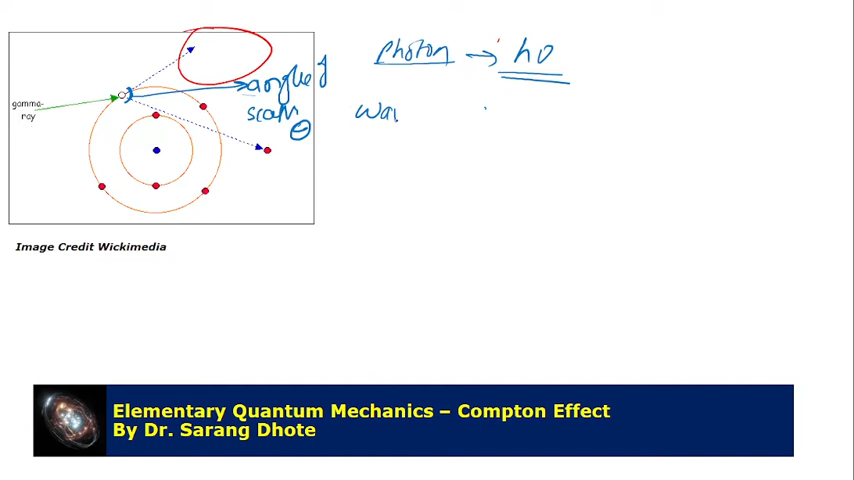 photon → hυ
gamma-
ray
angle of
scatt
θ
wav
Image Credit Wickimedia
Elementary Quantum Mechanics – Compton Effect
By Dr. Sarang Dhote